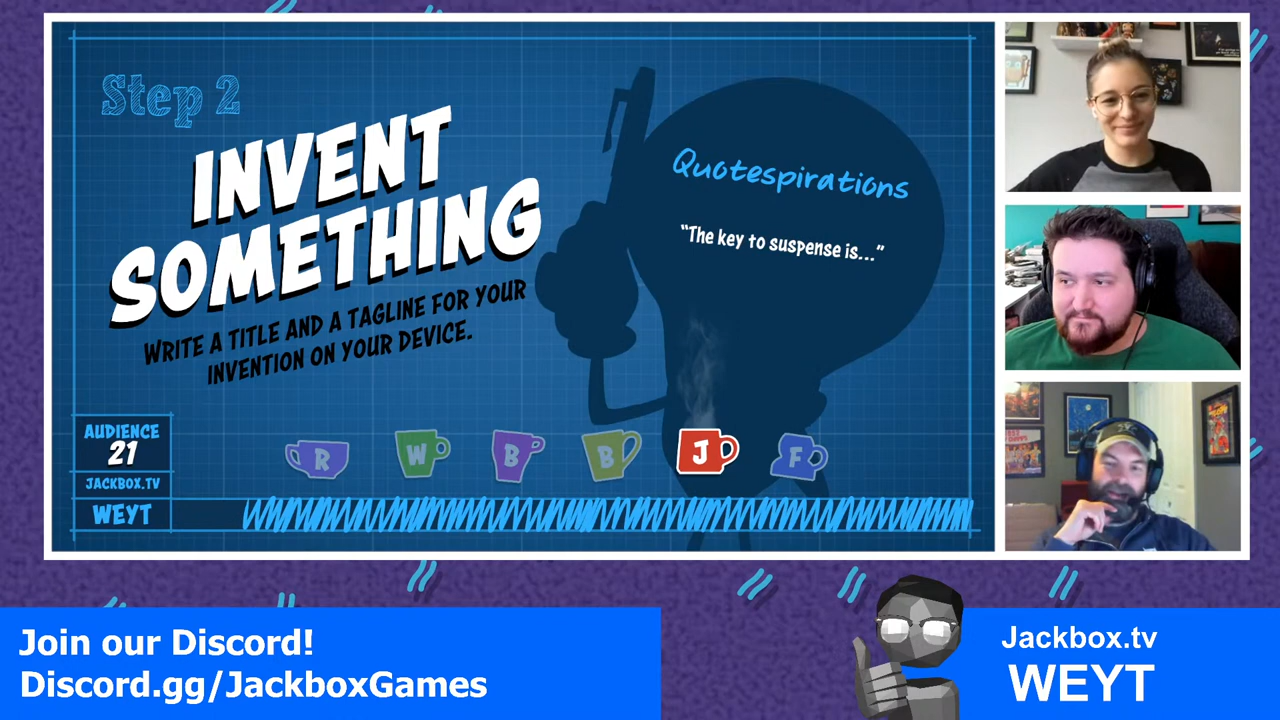 Step 2
INVENT
SOMETHING
WRITE A TITLE AND A TAGLINE FOR YOUR
INVENTION ON YOUR DEVICE.
Quotespirations
“The key to suspense is...”
AUDIENCE
21
JACKBOX.TV
WEYT
R W B B J F
Join our Discord!
Discord.gg/JackboxGames
Jackbox.tv
WEYT